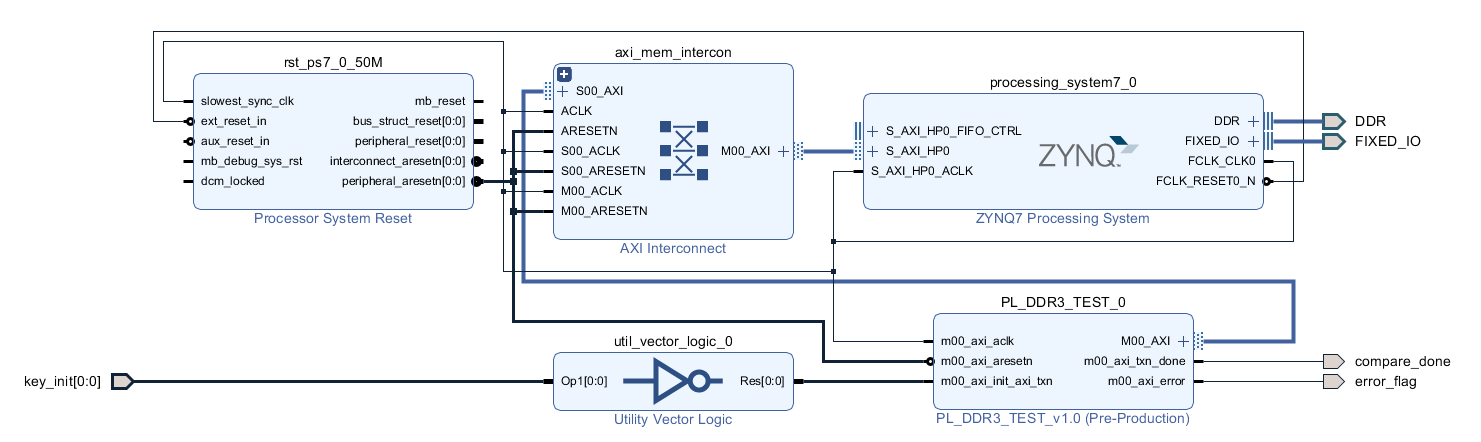 rst_ps7_0_50M
slowest_sync_clk
ext_reset_in
aux_reset_in
mb_debug_sys_rst
dcm_locked
mb_reset
bus_struct_reset[0:0]
peripheral_reset[0:0]
interconnect_aresetn[0:0]
peripheral_aresetn[0:0]
Processor System Reset
axi_mem_intercon
S00_AXI
ACLK
ARESETN
S00_ACLK
S00_ARESETN
M00_ACLK
M00_ARESETN
M00_AXI
AXI Interconnect
processing_system7_0
S_AXI_HP0_FIFO_CTRL
S_AXI_HP0
S_AXI_HP0_ACLK
ZYNQ
DDR
FIXED_IO
FCLK_CLK0
FCLK_RESET0_N
ZYNQ7 Processing System
DDR
FIXED_IO
key_init[0:0]
util_vector_logic_0
Op1[0:0]
Res[0:0]
Utility Vector Logic
PL_DDR3_TEST_0
m00_axi_aclk
m00_axi_aresetn
m00_axi_init_axi_txn
M00_AXI
m00_axi_txn_done
m00_axi_error
PL_DDR3_TEST_v1.0 (Pre-Production)
compare_done
error_flag